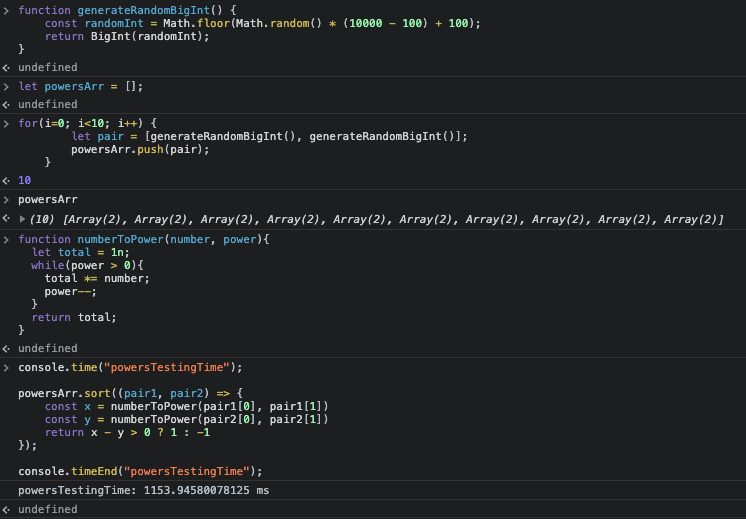 function generateRandomBigInt() {
const randomInt = Math.floor(Math.random() * (10000 - 100) + 100);
return BigInt(randomInt);
}
undefined
let powersArr = [];
undefined
for(i=0; i<10; i++) {
let pair = [generateRandomBigInt(), generateRandomBigInt()];
powersArr.push(pair);
}
10
powersArr
(10) [Array(2), Array(2), Array(2), Array(2), Array(2), Array(2), Array(2), Array(2), Array(2), Array(2)]
function numberToPower(number, power){
let total = 1n;
while(power > 0){
total *= number;
power--;
}
return total;
}
undefined
console.time("powersTestingTime");
powersArr.sort((pair1, pair2) => {
const x = numberToPower(pair1[0], pair1[1])
const y = numberToPower(pair2[0], pair2[1])
return x - y > 0 ? 1 : -1
});
console.timeEnd("powersTestingTime");
powersTestingTime: 1153.94580078125 ms
undefined